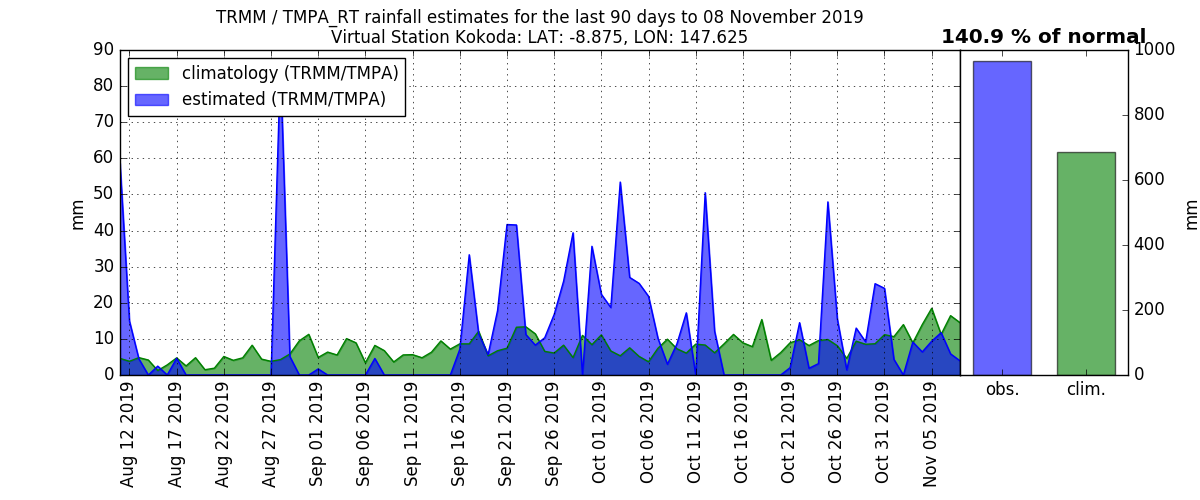 TRMM / TMPA_RT rainfall estimates for the last 90 days to 08 November 2019
Virtual Station Kokoda: LAT: -8.875, LON: 147.625
140.9 % of normal
climatology (TRMM/TMPA)
estimated (TRMM/TMPA)
mm
90
80
70
60
50
40
30
20
10
0
Aug 12 2019
Aug 17 2019
Aug 22 2019
Aug 27 2019
Sep 01 2019
Sep 06 2019
Sep 11 2019
Sep 16 2019
Sep 21 2019
Sep 26 2019
Oct 01 2019
Oct 06 2019
Oct 11 2019
Oct 16 2019
Oct 21 2019
Oct 26 2019
Oct 31 2019
Nov 05 2019
obs.
clim.
1000
800
600
400
200
0
mm